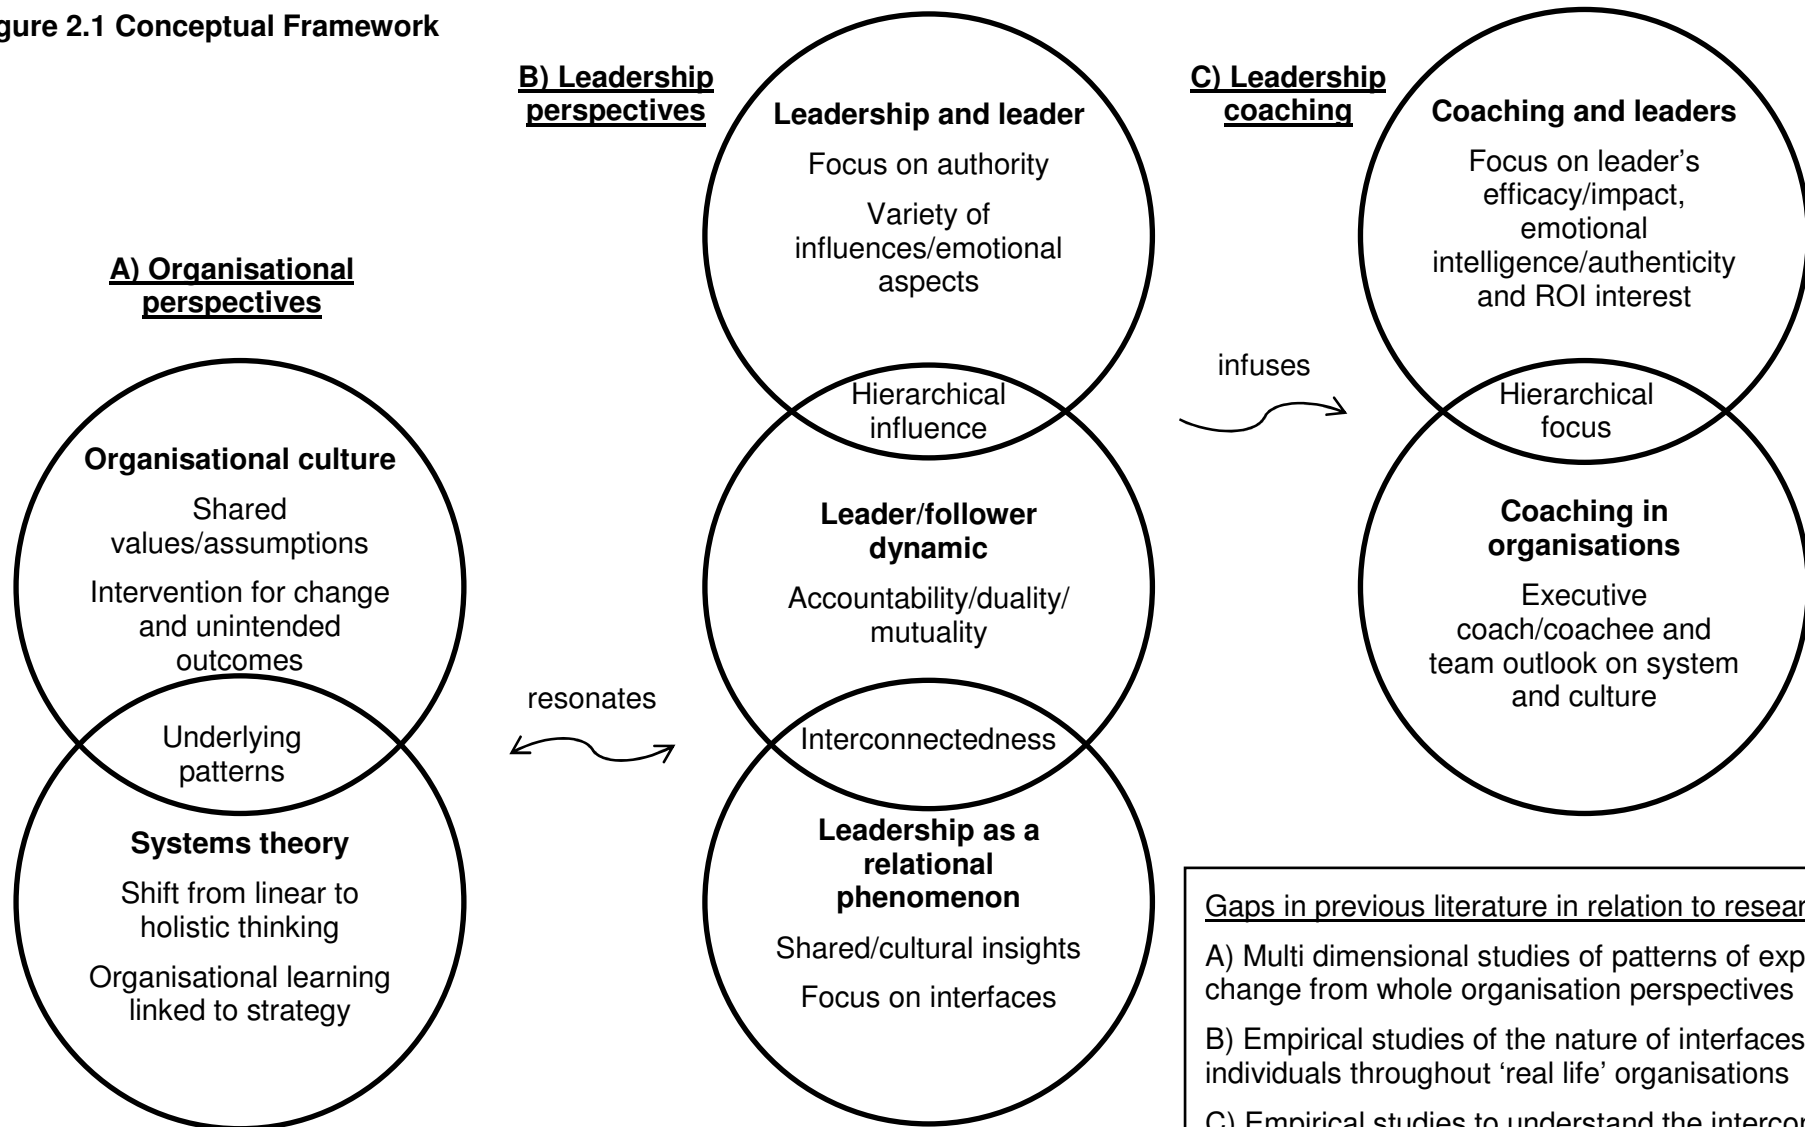 gure 2.1 Conceptual Framework
A) Organisational
perspectives
Organisational culture
Shared
values/assumptions
Intervention for change
and unintended
outcomes
Underlying
patterns
Systems theory
Shift from linear to
holistic thinking
Organisational learning
linked to strategy
resonates
B) Leadership
perspectives
Leadership and leader
Focus on authority
Variety of
influences/emotional
aspects
Hierarchical
influence
Leader/follower
dynamic
Accountability/duality/
mutuality
Interconnectedness
Leadership as a
relational
phenomenon
Shared/cultural insights
Focus on interfaces
infuses
C) Leadership
coaching
Coaching and leaders
Focus on leader’s
efficacy/impact,
emotional
intelligence/authenticity
and ROI interest
Hierarchical
focus
Coaching in
organisations
Executive
coach/coachee and
team outlook on system
and culture
Gaps in previous literature in relation to resear
A) Multi dimensional studies of patterns of exp
change from whole organisation perspectives
B) Empirical studies of the nature of interfaces
individuals throughout ‘real life’ organisations
C) Empirical studies to understand the intercor